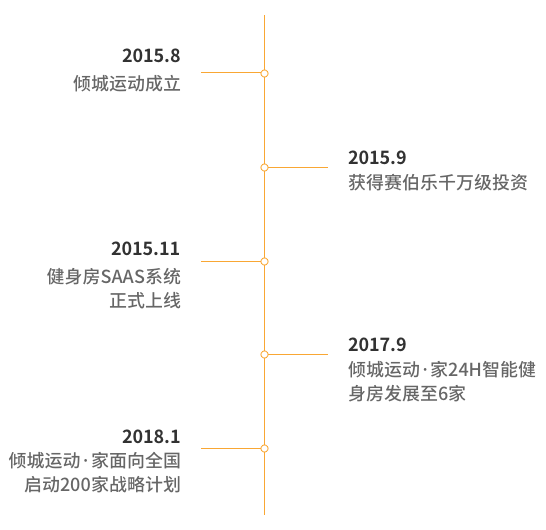 2015.8
倾城运动成立
2015.9
获得赛伯乐千万级投资
2015.11
健身房SAAS系统
正式上线
2017.9
倾城运动·家24H智能健
身房发展至6家
2018.1
倾城运动·家面向全国
启动200家战略计划